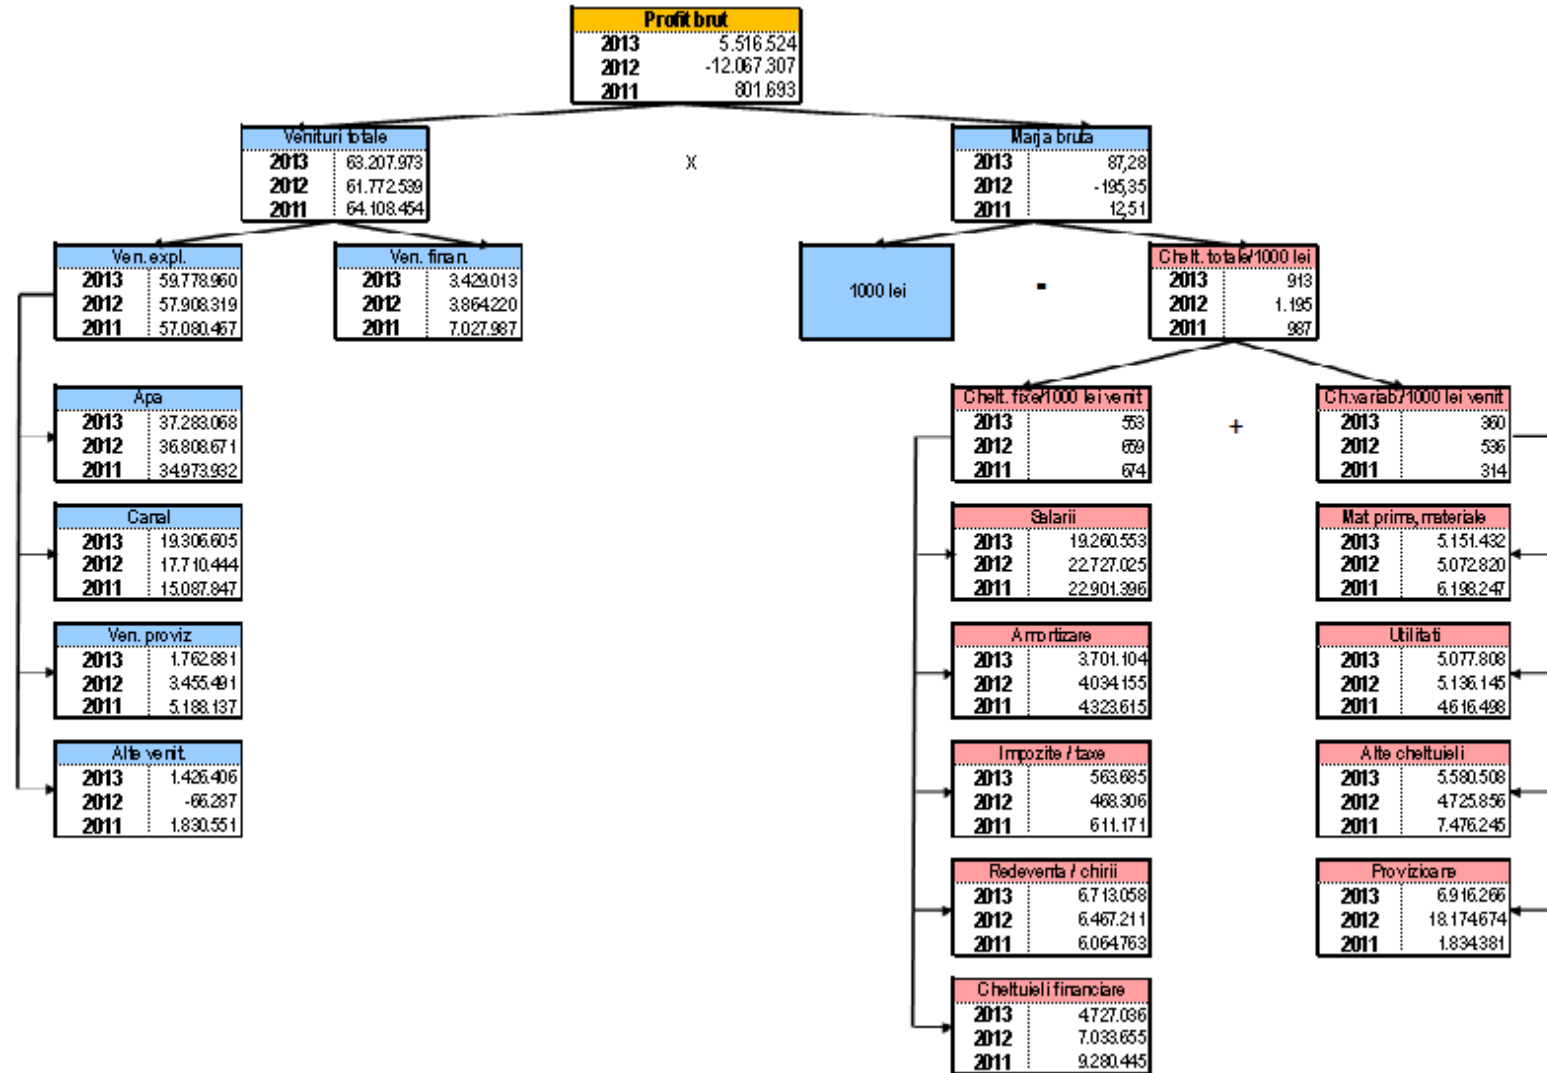 Profit brut
2013 5.516.524
2012 -12.067.307
2011 801.693
Venituri totale
2013 63.207.973
2012 61.772.539
2011 64.108.454
X
Marja bruta
2013 87,28
2012 -195,35
2011 12,51
Ven. expl.
2013 59.778.960
2012 57.908.319
2011 57.080.467
Ven. finan.
2013 3.429.013
2012 3.864.220
2011 7.027.987
1000 lei
-
Chelt. totale/1000 lei
2013 913
2012 1.195
2011 987
Apa
2013 37.283.068
2012 36.808.671
2011 34.973.932
Chelt. fixe/1000 lei venit
2013 553
2012 659
2011 674
+
Ch.variab/1000 lei venit
2013 360
2012 536
2011 314
Canal
2013 19.306.605
2012 17.710.444
2011 15.087.847
Salarii
2013 19.260.553
2012 22.727.025
2011 22.901.396
Mat prime, materiale
2013 5.151.432
2012 5.072.820
2011 6.198.247
Ven. proviz
2013 1.762.881
2012 3.455.491
2011 5.188.137
Amortizare
2013 3.701.104
2012 4.034.155
2011 4.323.615
Utilitati
2013 5.077.808
2012 5.136.145
2011 4.616.498
Alte venit.
2013 1.426.406
2012 -66.287
2011 1.830.551
Impozite / taxe
2013 563.685
2012 468.306
2011 611.171
Alte cheltuieli
2013 5.580.508
2012 4.725.856
2011 7.476.245
Redeventa / chirii
2013 6.713.058
2012 6.467.211
2011 6.064.763
Provizioare
2013 6.916.266
2012 18.174.674
2011 1.834.381
Cheltuieli financiare
2013 4.727.036
2012 7.033.655
2011 9.280.445